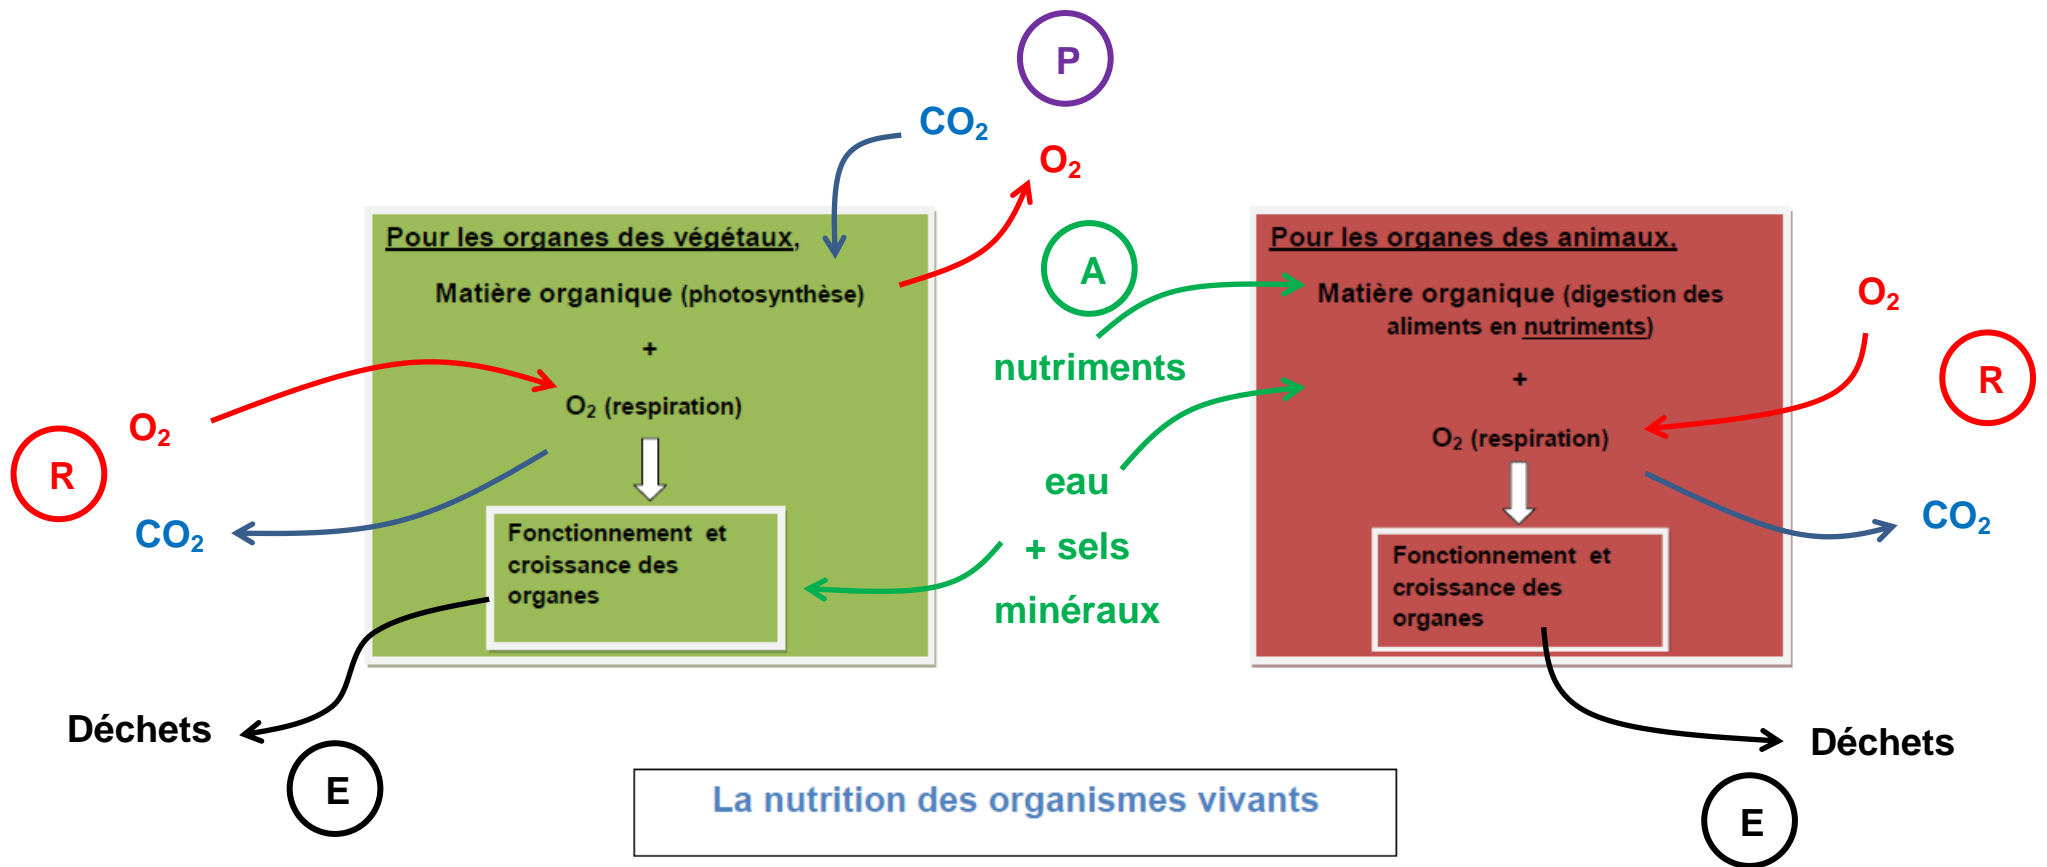 P
CO₂
O₂
Pour les organes des végétaux,
Matière organique (photosynthèse)
+
O₂ (respiration)
Fonctionnement et
croissance des
organes
O₂
R
CO₂
Déchets
E
A
nutriments
eau
+ sels
minéraux
Pour les organes des animaux,
Matière organique (digestion des
aliments en nutriments)
+
O₂ (respiration)
Fonctionnement et
croissance des
organes
O₂
R
CO₂
Déchets
E
La nutrition des organismes vivants